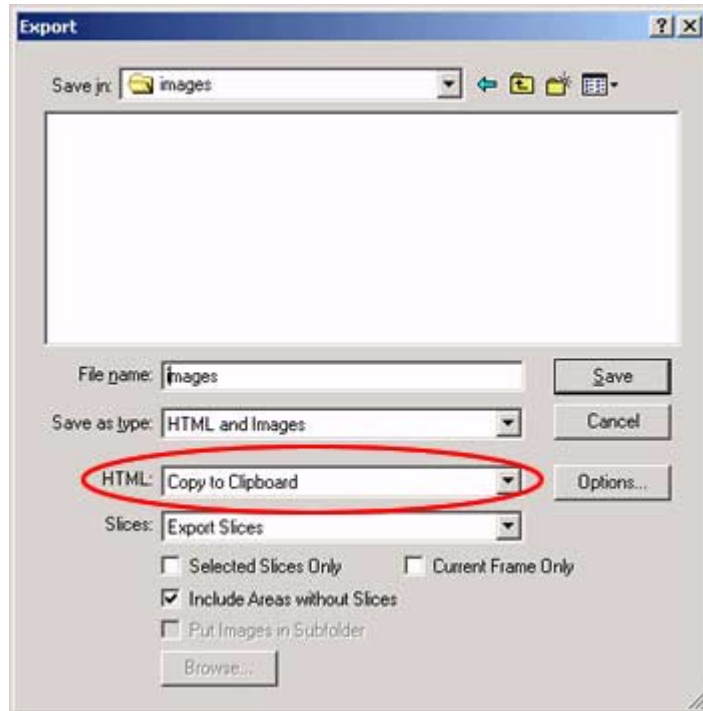 Export
Save in: images
File name: images
Save
Save as type: HTML and Images
Cancel
HTML: Copy to Clipboard
Options...
Slices: Export Slices
Selected Slices Only
Current Frame Only
Include Areas without Slices
Put Images in Subfolder
Browse...